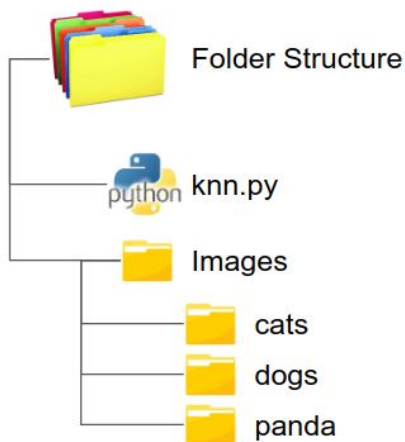 Folder Structure
python
knn.py
Images
cats
dogs
panda